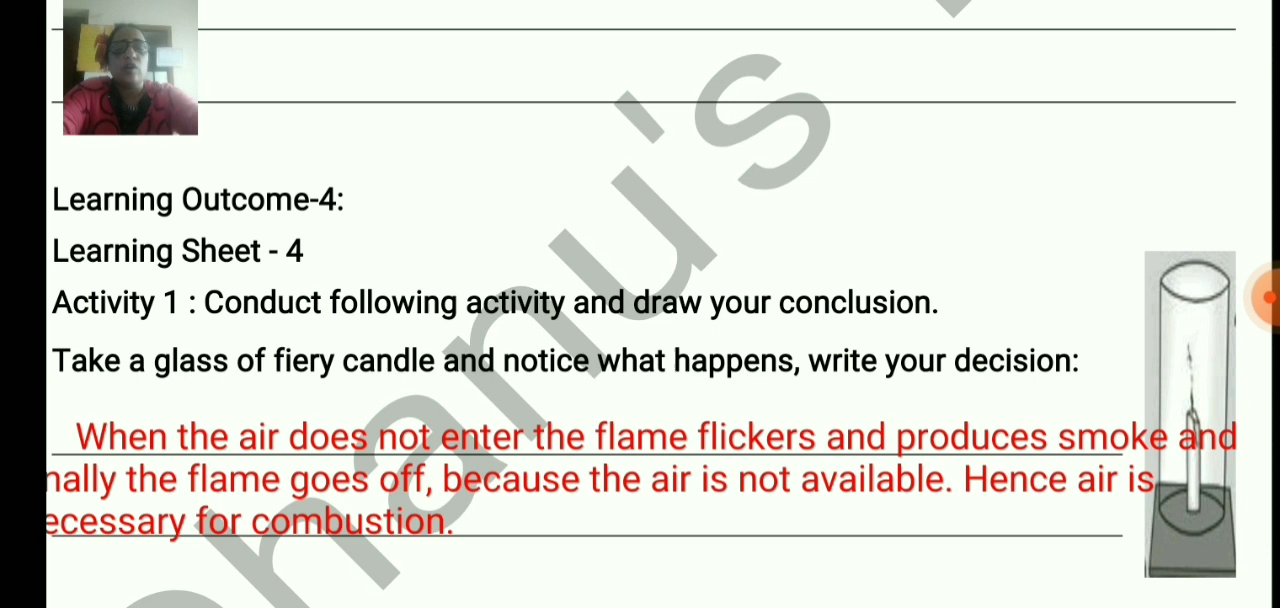 Learning Outcome-4:
Learning Sheet - 4
Activity 1 : Conduct following activity and draw your conclusion.
Take a glass of fiery candle and notice what happens, write your decision:
When the air does not enter the flame flickers and produces smoke and
nally the flame goes off, because the air is not available. Hence air is
ecessary for combustion.
hanu's